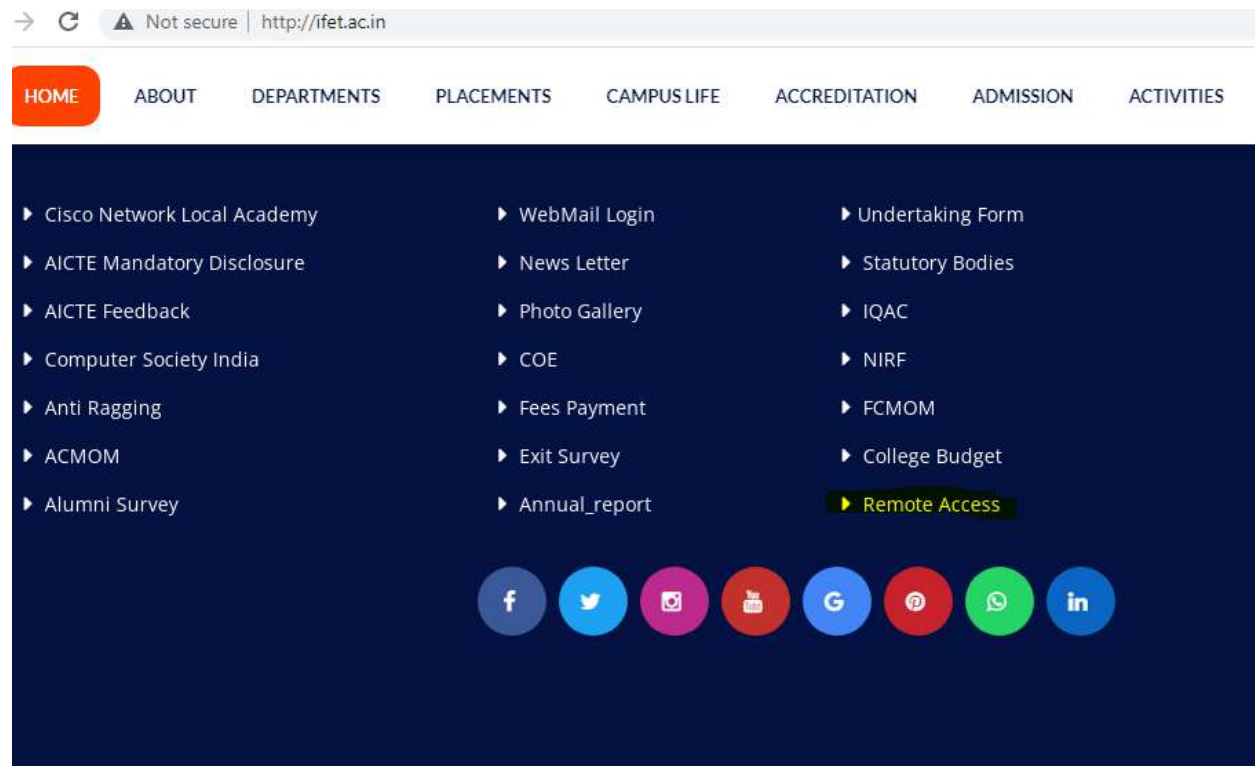 Not secure | http://ifet.ac.in
HOME ABOUT DEPARTMENTS PLACEMENTS CAMPUS LIFE ACCREDITATION ADMISSION ACTIVITIES
Cisco Network Local Academy
AICTE Mandatory Disclosure
AICTE Feedback
Computer Society India
Anti Ragging
ACMOM
Alumni Survey
WebMail Login
News Letter
Photo Gallery
COE
Fees Payment
Exit Survey
Annual_report
Undertaking Form
Statutory Bodies
IQAC
NIRF
FCMOM
College Budget
Remote Access